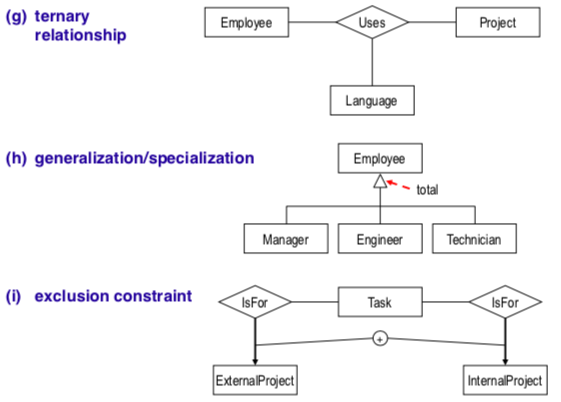 (g) ternary relationship
Employee Uses Project
Language
(h) generalization/specialization
Employee
total
Manager Engineer Technician
(i) exclusion constraint
IsFor Task IsFor
+
ExternalProject InternalProject